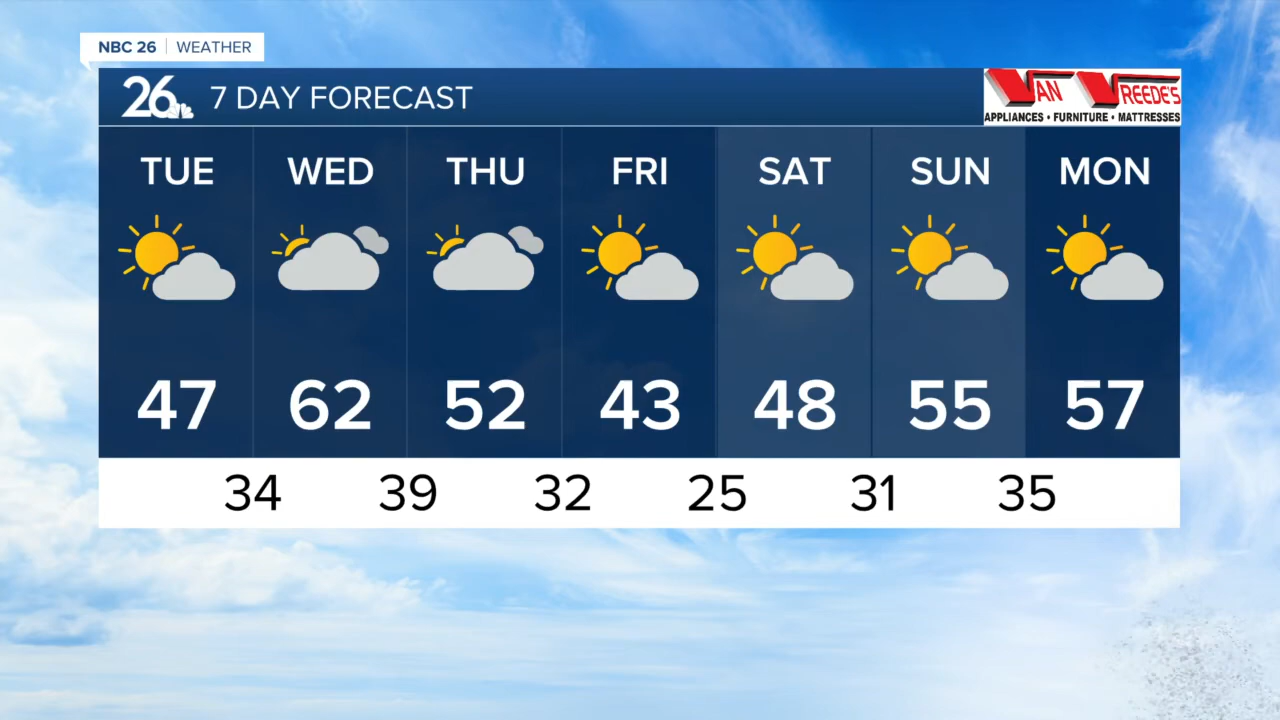 NBC 26 | WEATHER
26 7 DAY FORECAST
VAN VREEDE'S
APPLIANCES • FURNITURE • MATTRESSES
TUE WED THU FRI SAT SUN MON
47 62 52 43 48 55 57
34 39 32 25 31 35